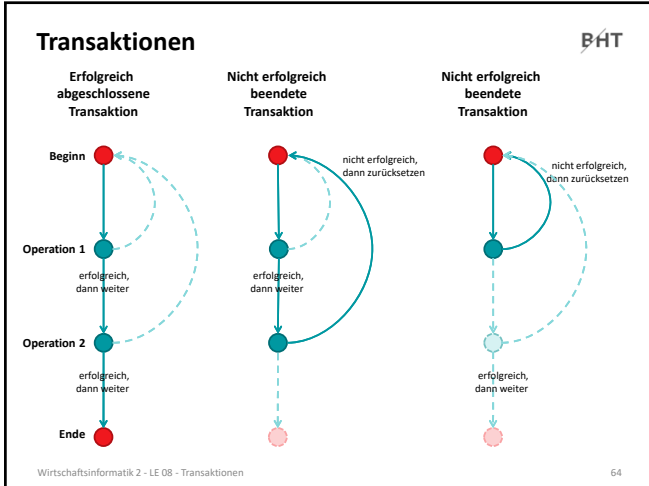 Transaktionen
BHT
Erfolgreich
abgeschlossene
Transaktion
Nicht erfolgreich
beendete
Transaktion
Nicht erfolgreich
beendete
Transaktion
Beginn
nicht erfolgreich,
dann zurücksetzen
nicht erfolgreich,
dann zurücksetzen
Operation 1
erfolgreich,
dann weiter
erfolgreich,
dann weiter
Operation 2
erfolgreich,
dann weiter
erfolgreich,
dann weiter
Ende
Wirtschaftsinformatik 2 - LE 08 - Transaktionen
64